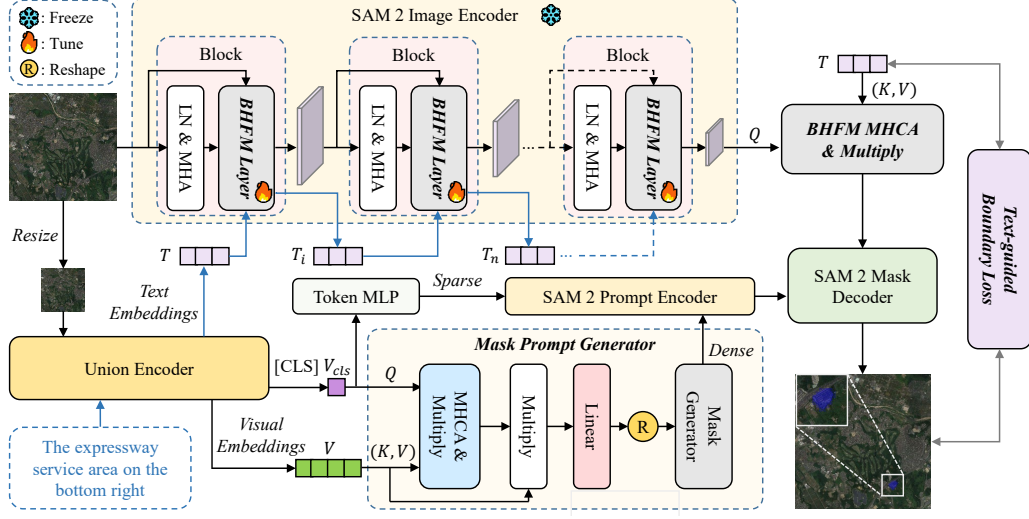 : Freeze
: Tune
R : Reshape
SAM 2 Image Encoder
Block
LN & MHA
BHFM Layer
Block
LN & MHA
BHFM Layer
Block
LN & MHA
BHFM Layer
Q
T
(K,V)
BHFM MHCA
& Multiply
Text-guided
Boundary Loss
Resize
T
T_i
T_n
Text
Embeddings
Token MLP
Sparse
SAM 2 Prompt Encoder
SAM 2 Mask
Decoder
Union Encoder
[CLS] V_cls
Q
Mask Prompt Generator
Dense
MHCA &
Multiply
Multiply
Linear
R
Mask
Generator
Visual
Embeddings
V
(K,V)
The expressway
service area on the
bottom right